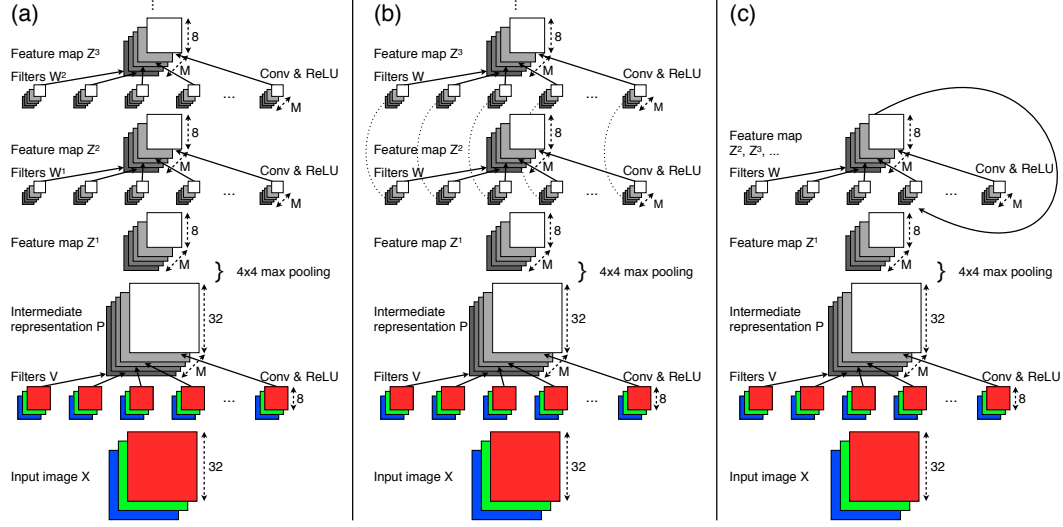 (a)
⋮
8
Feature map Z³
M
Filters W²
Conv & ReLU
...
M
8
Feature map Z²
M
Filters W¹
Conv & ReLU
...
M
8
Feature map Z¹
M
} 4x4 max pooling
Intermediate
representation P
32
M
Filters V
Conv & ReLU
...
8
32
Input image X
(b)
⋮
8
Feature map Z³
M
Filters W
Conv & ReLU
...
M
8
Feature map Z²
M
Filters W
Conv & ReLU
...
M
8
Feature map Z¹
M
} 4x4 max pooling
Intermediate
representation P
32
M
Filters V
Conv & ReLU
...
8
32
Input image X
(c)
8
Feature map
Z², Z³, ...
M
Filters W
Conv & ReLU
...
M
8
Feature map Z¹
M
} 4x4 max pooling
Intermediate
representation P
32
M
Filters V
Conv & ReLU
...
8
32
Input image X